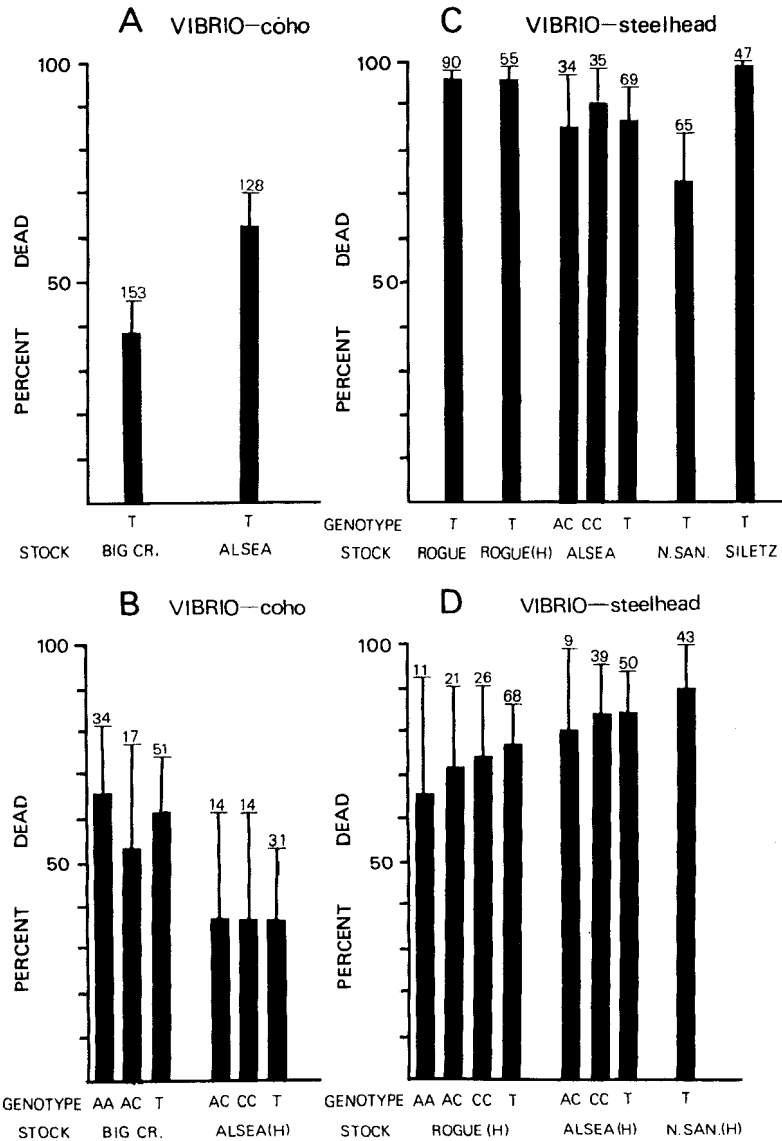 A VIBRIO—coho
100
50
PERCENT DEAD
153
128
T T
STOCK BIG CR. ALSEA
C VIBRIO—steelhead
100
50
PERCENT DEAD
90 55 34 35 69 65 47
GENOTYPE T T AC CC T T T
STOCK ROGUE ROGUE(H) ALSEA N.SAN. SILETZ
B VIBRIO—coho
100
50
PERCENT DEAD
34 17 51 14 14 31
GENOTYPE AA AC T AC CC T
STOCK BIG CR. ALSEA(H)
D VIBRIO—steelhead
100
50
PERCENT DEAD
11 21 26 68 9 39 50 43
GENOTYPE AA AC CC T AC CC T T
STOCK ROGUE (H) ALSEA(H) N.SAN.(H)